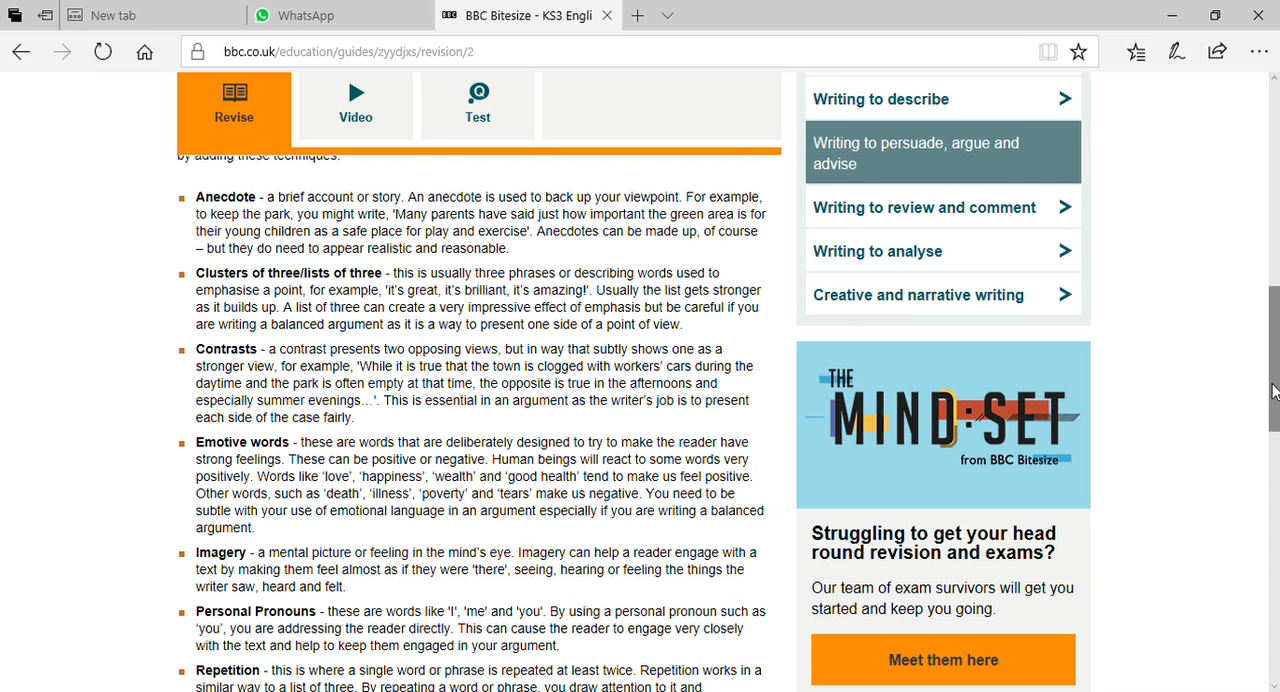 New tab
WhatsApp
BBC
BBC Bitesize - KS3 Engli
bbc.co.uk/education/guides/zyydjxs/revision/2
Revise
Video
Test
by adding these techniques.
Anecdote - a brief account or story. An anecdote is used to back up your viewpoint. For example,
to keep the park, you might write, 'Many parents have said just how important the green area is for
their young children as a safe place for play and exercise'. Anecdotes can be made up, of course
– but they do need to appear realistic and reasonable.
Clusters of three/lists of three - this is usually three phrases or describing words used to
emphasise a point, for example, 'it's great, it's brilliant, it's amazing!'. Usually the list gets stronger
as it builds up. A list of three can create a very impressive effect of emphasis but be careful if you
are writing a balanced argument as it is a way to present one side of a point of view.
Contrasts - a contrast presents two opposing views, but in way that subtly shows one as a
stronger view, for example, 'While it is true that the town is clogged with workers' cars during the
daytime and the park is often empty at that time, the opposite is true in the afternoons and
especially summer evenings…'. This is essential in an argument as the writer's job is to present
each side of the case fairly.
Emotive words - these are words that are deliberately designed to try to make the reader have
strong feelings. These can be positive or negative. Human beings will react to some words very
positively. Words like ‘love’, ‘happiness’, ‘wealth’ and ‘good health’ tend to make us feel positive.
Other words, such as ‘death’, ‘illness’, ‘poverty’ and ‘tears’ make us negative. You need to be
subtle with your use of emotional language in an argument especially if you are writing a balanced
argument.
Imagery - a mental picture or feeling in the mind's eye. Imagery can help a reader engage with a
text by making them feel almost as if they were 'there', seeing, hearing or feeling the things the
writer saw, heard and felt.
Personal Pronouns - these are words like 'I', 'me' and 'you'. By using a personal pronoun such as
'you', you are addressing the reader directly. This can cause the reader to engage very closely
with the text and help to keep them engaged in your argument.
Repetition - this is where a single word or phrase is repeated at least twice. Repetition works in a
similar way to a list of three. By repeating a word or phrase, you draw attention to it and
Writing to describe
Writing to persuade, argue and
advise
Writing to review and comment
Writing to analyse
Creative and narrative writing
THE
MIND:SET
from BBC Bitesize
Struggling to get your head
round revision and exams?
Our team of exam survivors will get you
started and keep you going.
Meet them here